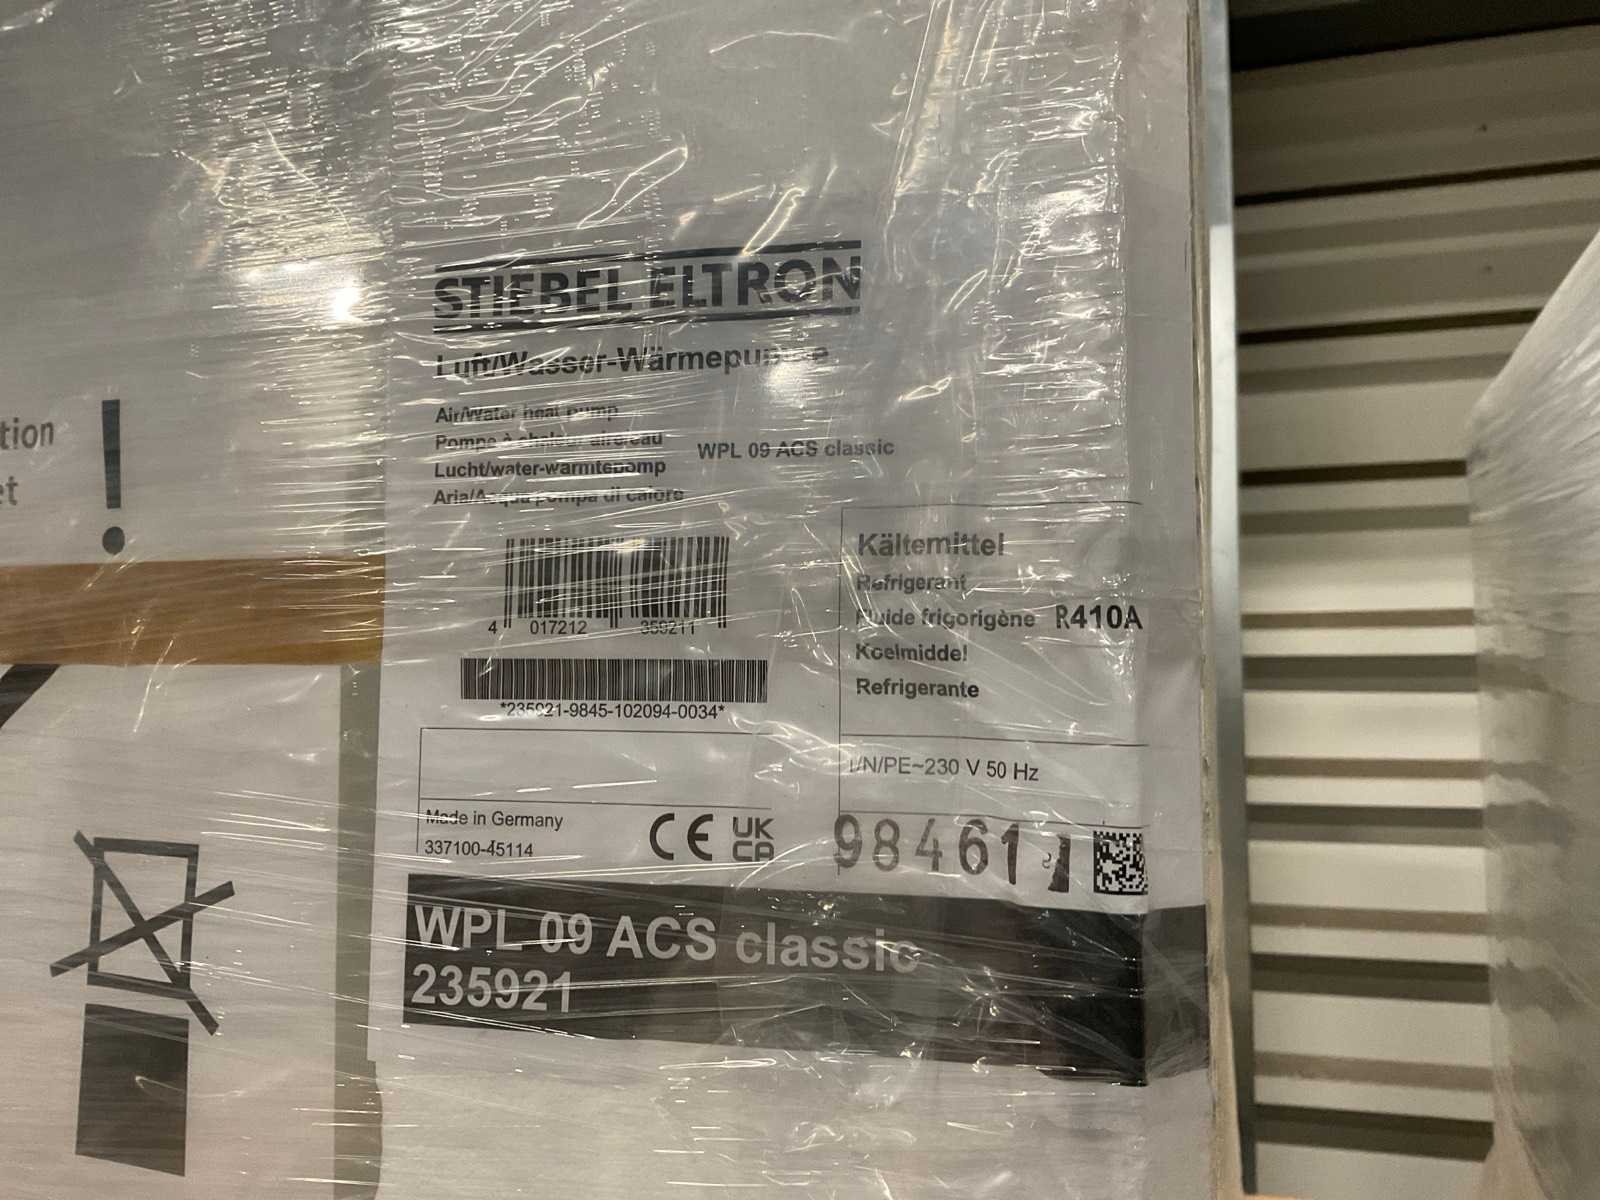 tion
et
!
STIEBEL ELTRON
Luft/Wasser-Wärmepumpe
Air/Water heat pump
Pompe à chaleur air/eau
Lucht/water-warmtepomp
Aria/Acqua pompa di calore
WPL 09 ACS classic
4 017212 359211
*235921-9845-102094-0034*
Kältemittel
Refrigerant
Fluide frigorigène R410A
Koelmiddel
Refrigerante
1/N/PE~230 V 50 Hz
Made in Germany
337100-45114
CE UK CA
98461
WPL 09 ACS classic
235921